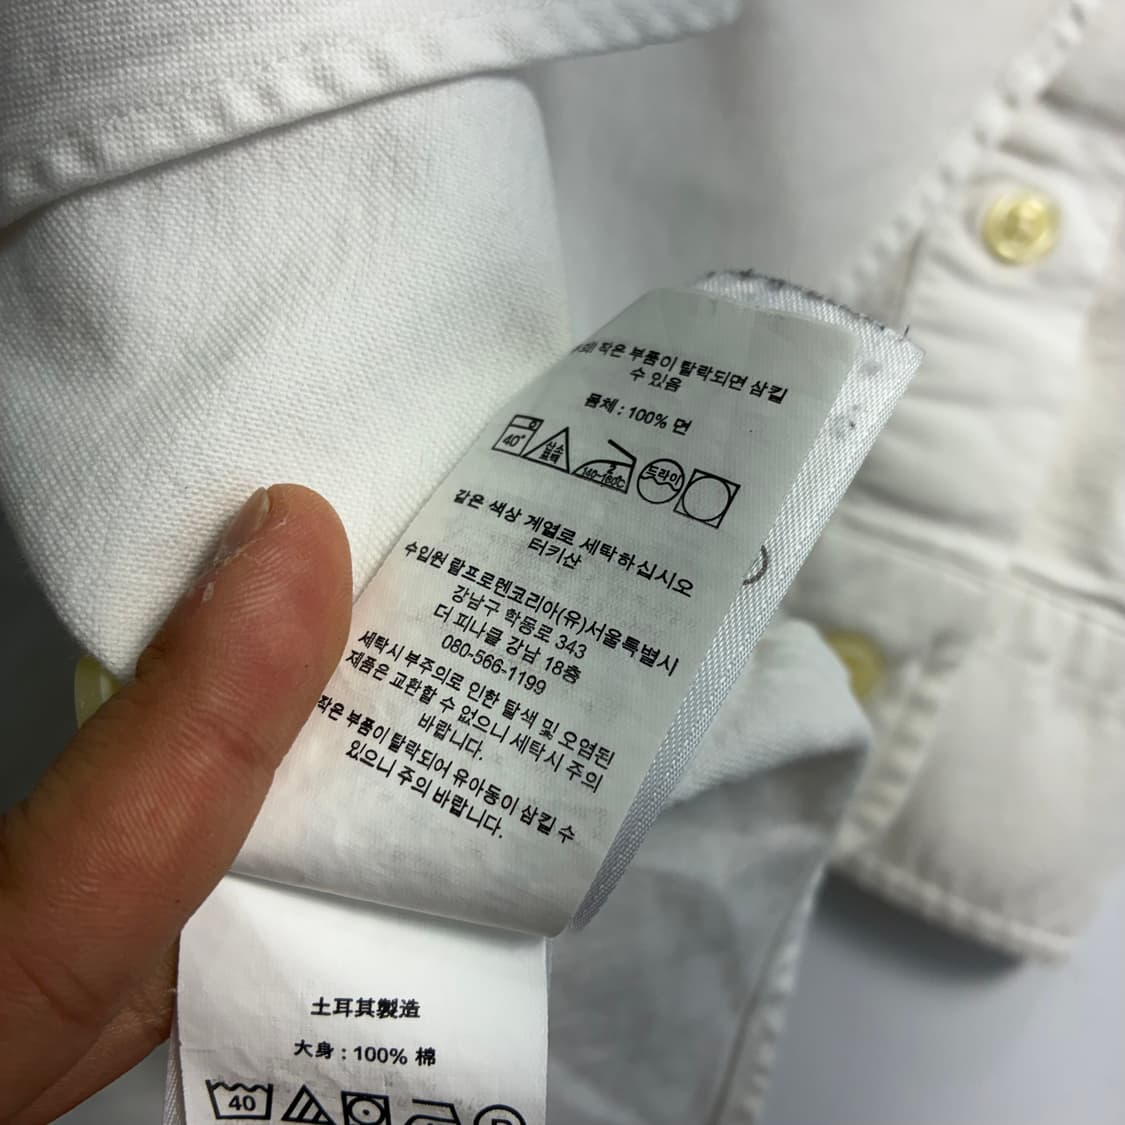 작은 부품이 탈락되면 삼킬
수 있음
몸체 : 100% 면
40°
산소
표백
2
140~160℃
드라이
같은 색상 계열로 세탁하십시오
터키산
수입원 랄프로렌코리아(유)서울특별시
강남구 학동로 343
더 피나클 강남 18층
080-566-1199
세탁시 부주의로 인한 탈색 및 오염된
제품은 교환할 수 없으니 세탁시 주의
바랍니다.
작은 부품이 탈락되어 유아동이 삼킬 수
있으니 주의 바랍니다.
土耳其製造
大身 : 100% 棉
40